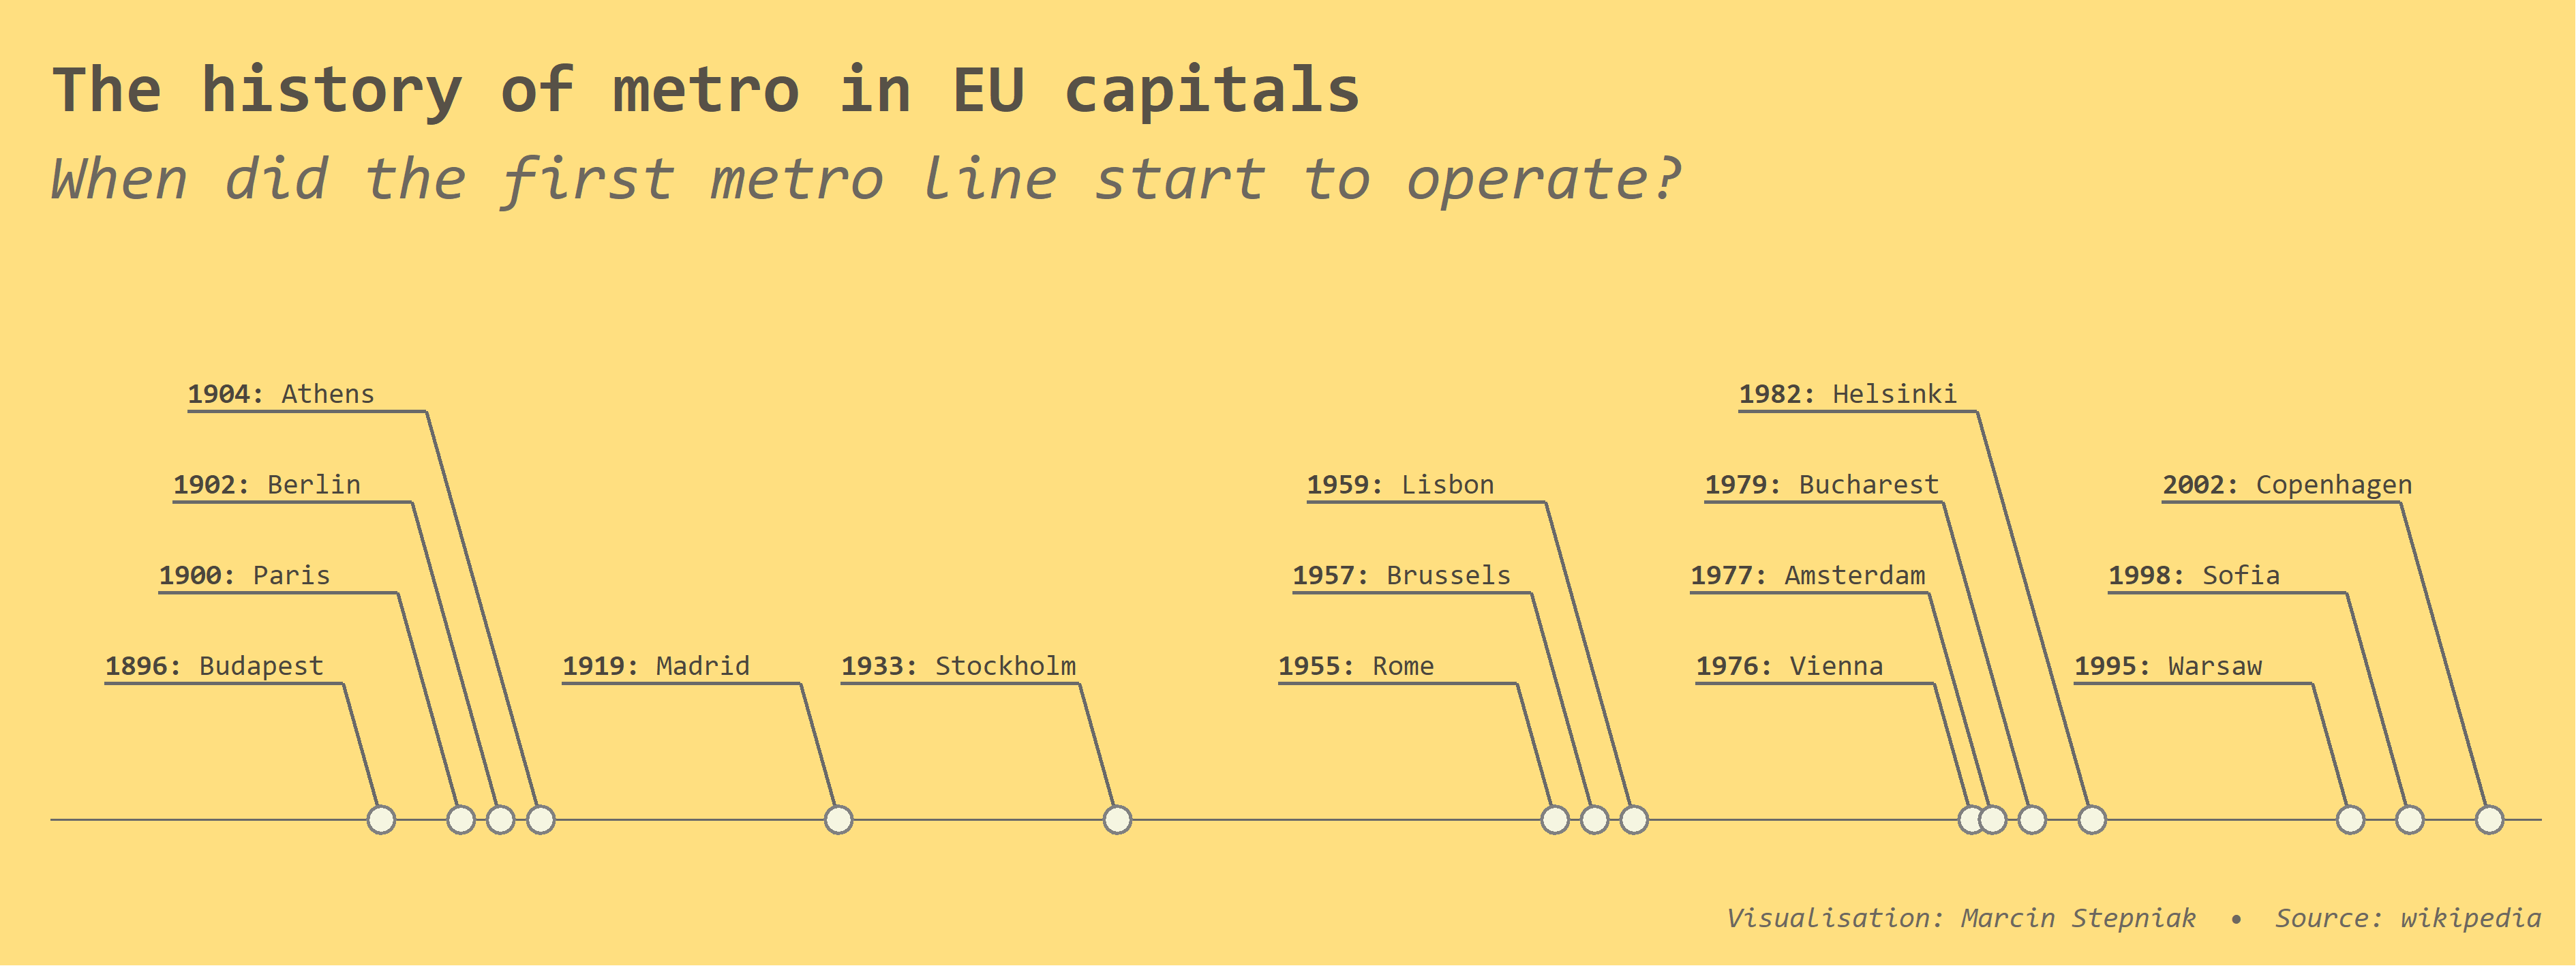 The history of metro in EU capitals
When did the first metro line start to operate?
1904: Athens
1982: Helsinki
1902: Berlin
1959: Lisbon
1979: Bucharest
2002: Copenhagen
1900: Paris
1957: Brussels
1977: Amsterdam
1998: Sofia
1896: Budapest
1919: Madrid
1933: Stockholm
1955: Rome
1976: Vienna
1995: Warsaw
Visualisation: Marcin Stepniak • Source: wikipedia